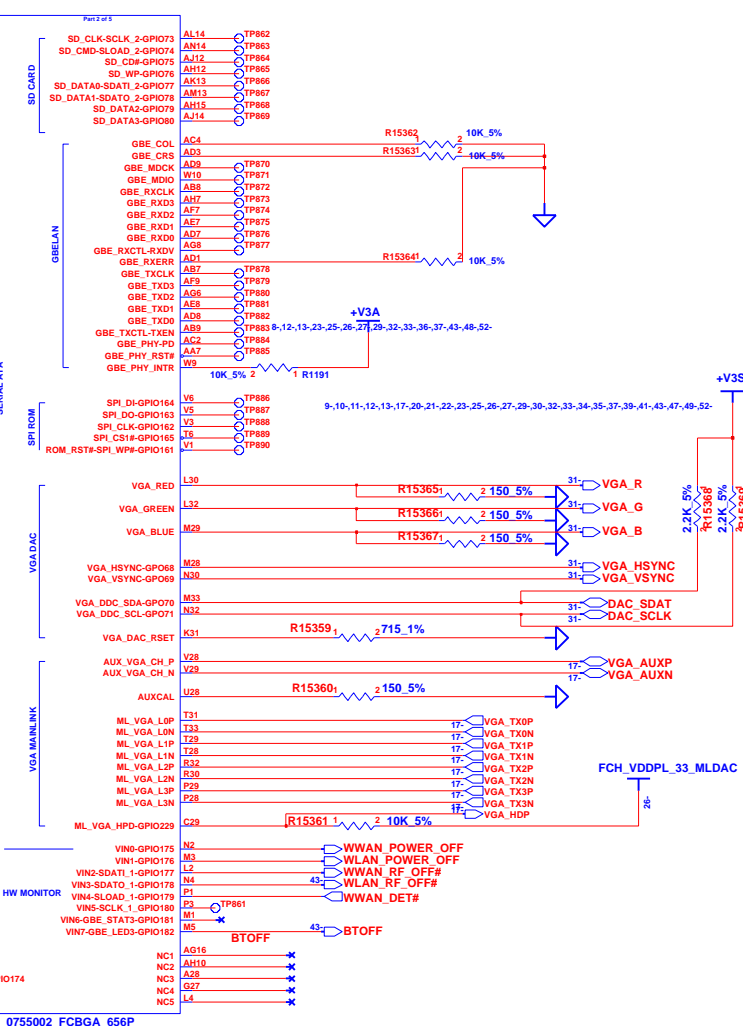 Part 2 of 5
SD CARD
SD_CLK-SCLK_2-GPIO73 AL14 TP862
SD_CMD-SLOAD_2-GPIO74 AN14 TP863
SD_CD#-GPIO75 AJ12 TP864
SD_WP-GPIO76 AH12 TP865
SD_DATA0-SDATI_2-GPIO77 AK13 TP866
SD_DATA1-SDATO_2-GPIO78 AM13 TP867
SD_DATA2-GPIO79 AH15 TP868
SD_DATA3-GPIO80 AJ14 TP869
GBELAN
GBE_COL AC4 R15362 1 2 10K_5%
GBE_CRS AD3 R15363 1 2 10K_5%
GBE_MDCK AD9 TP870
GBE_MDIO W10 TP871
GBE_RXCLK AB8 TP872
GBE_RXD3 AH7 TP873
GBE_RXD2 AF7 TP874
GBE_RXD1 AE7 TP875
GBE_RXD0 AD7 TP876
GBE_RXCTL-RXDV AG8 TP877
GBE_RXERR AD1 R15364 1 2 10K_5%
GBE_TXCLK AB7 TP878
GBE_TXD3 AF9 TP879
GBE_TXD2 AG6 TP880
GBE_TXD1 AE8 TP881
GBE_TXD0 AD8 TP882
+V3A
GBE_TXCTL-TXEN AB9 TP883 8-,12-,13-,23-,25-,26-,27-,29-,32-,33-,36-,37-,43-,48-,52-
GBE_PHY-PD AC2 TP884
GBE_PHY_RST# AA7 TP885
GBE_PHY_INTR W9 10K_5% 2 1 R1191
+V3S
SPI ROM
SPI_DI-GPIO164 V6 TP886
9-,10-,11-,12-,13-,17-,20-,21-,22-,23-,25-,26-,27-,29-,30-,32-,33-,34-,35-,37-,39-,41-,43-,47-,49-,52-
SPI_DO-GPIO163 V5 TP887
SPI_CLK-GPIO162 V3 TP888
SPI_CS1#-GPIO165 T6 TP889
ROM_RST#-SPI_WP#-GPIO161 V1 TP890
VGA DAC
VGA_RED L30 31- VGA_R
R15365 1 2 150_5%
VGA_GREEN L32 31- VGA_G
R15366 1 2 150_5%
VGA_BLUE M29 31- VGA_B
R15367 1 2 150_5%
2.2K_5%
R15368
2.2K_5%
VGA_HSYNC-GPO68 M28 31- VGA_HSYNC
VGA_VSYNC-GPO69 N30 31- VGA_VSYNC
VGA_DDC_SDA-GPO70 M33 31- DAC_SDAT
VGA_DDC_SCL-GPO71 N32 31- DAC_SCLK
VGA_DAC_RSET K31 R15359 1 2 715_1%
VGA MAINLINK
AUX_VGA_CH_P V28 17- VGA_AUXP
AUX_VGA_CH_N V29 17- VGA_AUXN
AUXCAL U28 R15360 1 2 150_5%
ML_VGA_L0P T31 17- VGA_TX0P
ML_VGA_L0N T33 17- VGA_TX0N
ML_VGA_L1P T29 17- VGA_TX1P
ML_VGA_L1N T28 17- VGA_TX1N
ML_VGA_L2P R32 17- VGA_TX2P
ML_VGA_L2N R30 17- VGA_TX2N
ML_VGA_L3P P29 17- VGA_TX3P
ML_VGA_L3N P28 17- VGA_TX3N
17- VGA_HDP
FCH_VDDPL_33_MLDAC
26-
ML_VGA_HPD-GPIO229 C29 R15361 1 2 10K_5%
HW MONITOR
VIN0-GPIO175 N2 WWAN_POWER_OFF
VIN1-GPIO176 M3 WLAN_POWER_OFF
VIN2-SDATI_1-GPIO177 L2 WWAN_RF_OFF#
VIN3-SDATO_1-GPIO178 N4 43- WLAN_RF_OFF#
VIN4-SLOAD_1-GPIO179 P1 WWAN_DET#
VIN5-SCLK_1_GPIO180 P3 TP861
VIN6-GBE_STAT3-GPIO181 M1
VIN7-GBE_LED3-GPIO182 M5 BTOFF 43- BTOFF
NC1 AG16
NC2 AH10
NC3 A28
NC4 G27
NC5 L4
0755002_FCBGA_656P